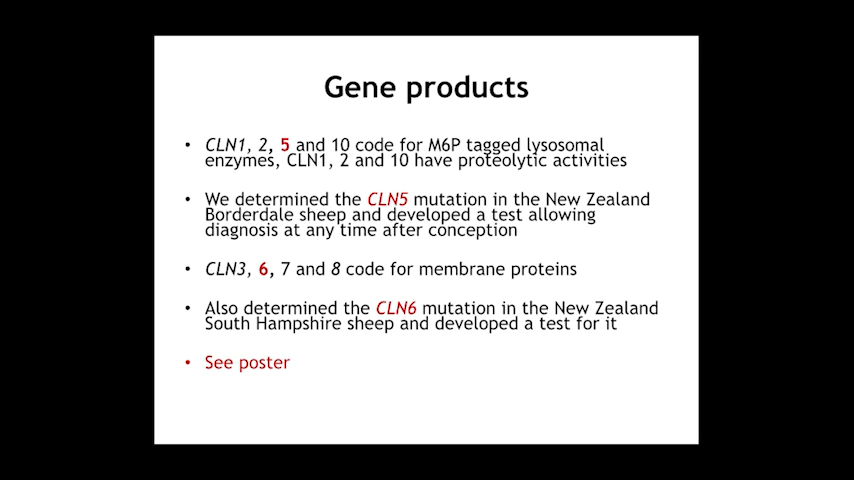 Gene products
• CLN1, 2, 5 and 10 code for M6P tagged lysosomal
enzymes, CLN1, 2 and 10 have proteolytic activities
• We determined the CLN5 mutation in the New Zealand
Borderdale sheep and developed a test allowing
diagnosis at any time after conception
• CLN3, 6, 7 and 8 code for membrane proteins
• Also determined the CLN6 mutation in the New Zealand
South Hampshire sheep and developed a test for it
• See poster